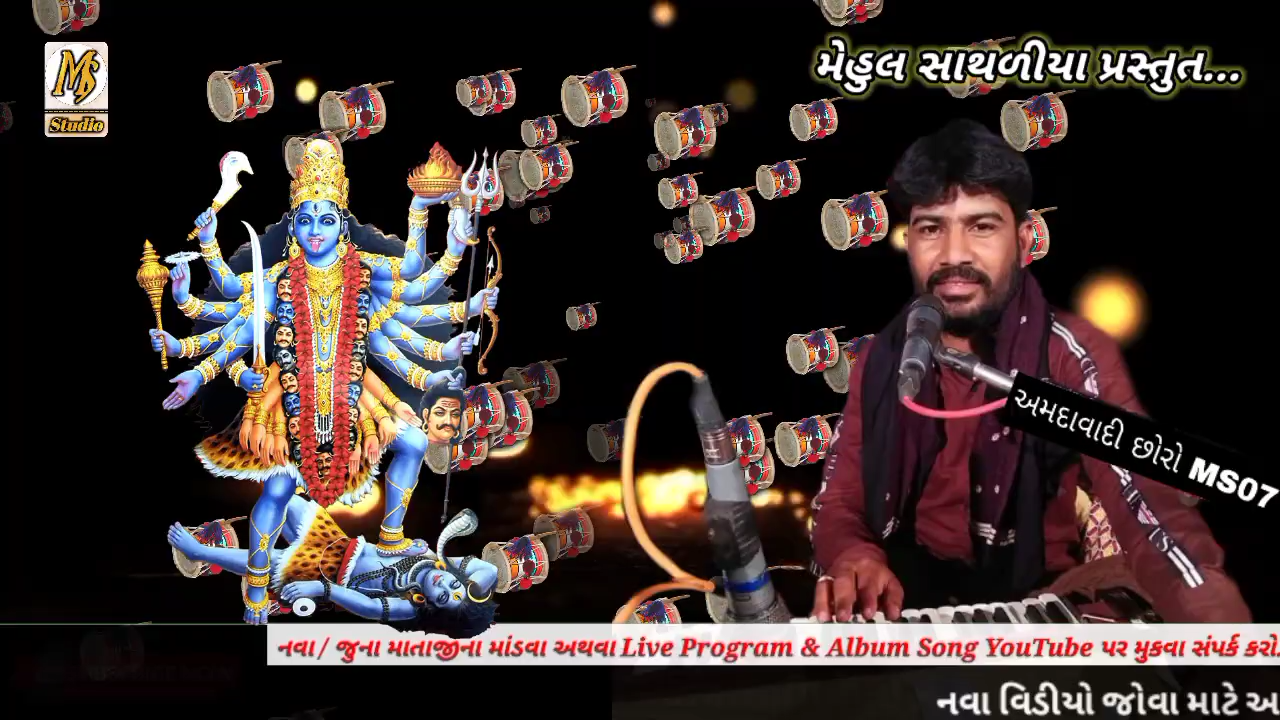 MS
Studio
મેહુલ સાથળીયા પ્રસ્તુત...
અમદાવાદી છોરો MS07
નવા/ જુના માતાજીના માંડવા અથવા Live Program & Album Song YouTube પર મુકવા સંપર્ક કરો.
નવા વિડીયો જોવા માટે અ